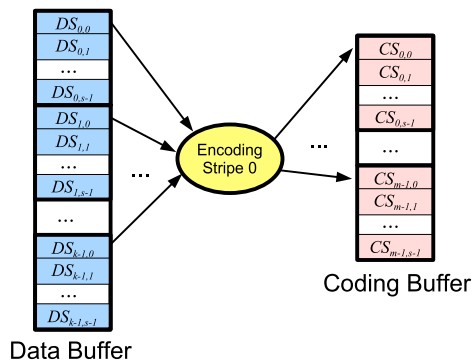 DS0,0
DS0,1
...
DS0,s-1
DS1,0
DS1,1
...
DS1,s-1
...
DSk-1,0
DSk-1,1
...
DSk-1,s-1
Data Buffer
...
Encoding
Stripe 0
...
CS0,0
CS0,1
...
CS0,s-1
...
CSm-1,0
CSm-1,1
...
CSm-1,s-1
Coding Buffer